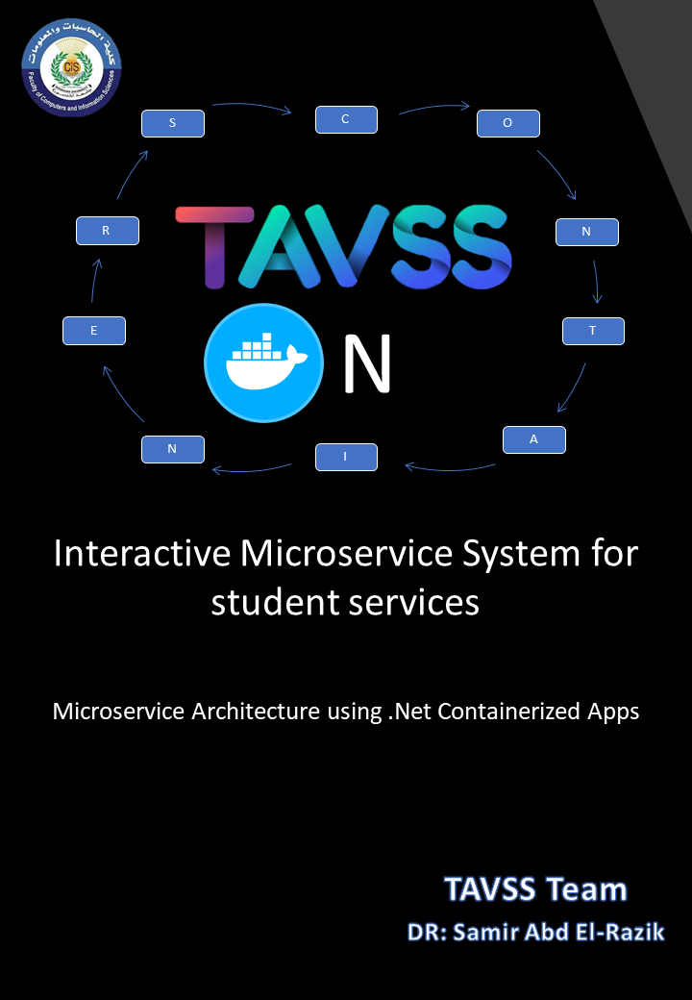 كلية الحاسبات والمعلومات
CiS
Faculty of Computers and Information Sciences
S
C
O
R
TAVSS
N
E
N
T
N
I
A
Interactive Microservice System for
student services
Microservice Architecture using .Net Containerized Apps
TAVSS Team
DR: Samir Abd El-Razik